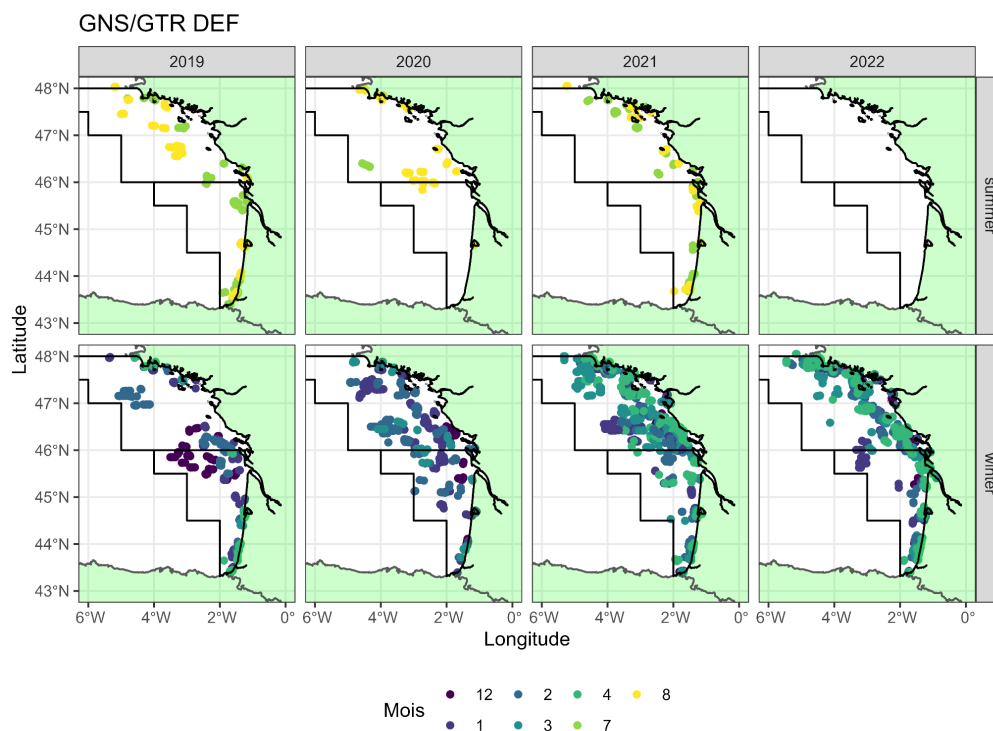 GNS/GTR DEF
2019 2020 2021 2022
48°N
47°N
46°N
45°N
44°N
43°N
summer
48°N
47°N
46°N
45°N
44°N
43°N
winter
6°W 4°W 2°W 0° 6°W 4°W 2°W 0° 6°W 4°W 2°W 0° 6°W 4°W 2°W 0°
Latitude
Longitude
Mois
12 2 4 8
1 3 7